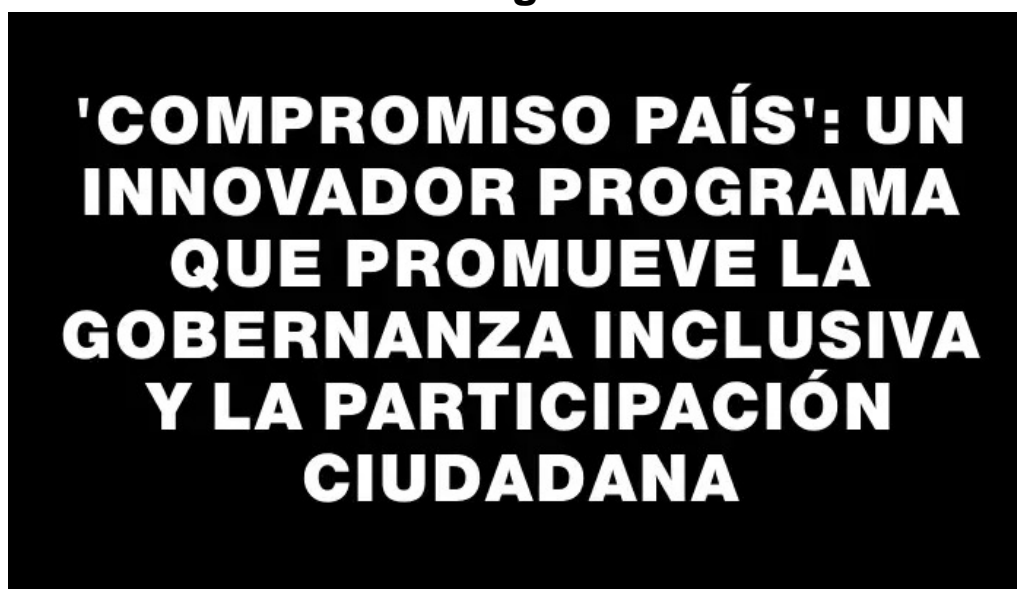 'COMPROMISO PAÍS': UN
INNOVADOR PROGRAMA
QUE PROMUEVE LA
GOBERNANZA INCLUSIVA
Y LA PARTICIPACIÓN
CIUDADANA